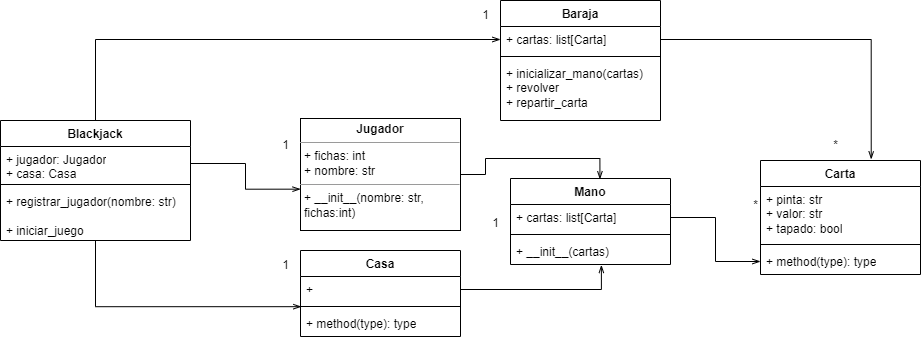 1
Baraja
+ cartas: list[Carta]
+ inicializar_mano(cartas)
+ revolver
+ repartir_carta
Blackjack
+ jugador: Jugador
+ casa: Casa
+ registrar_jugador(nombre: str)
+ iniciar_juego
1
Jugador
+ fichas: int
+ nombre: str
+ __init__(nombre: str,
fichas:int)
1
Casa
+
+ method(type): type
1
Mano
+ cartas: list[Carta]
+ __init__(cartas)
*
*
Carta
+ pinta: str
+ valor: str
+ tapado: bool
+ method(type): type